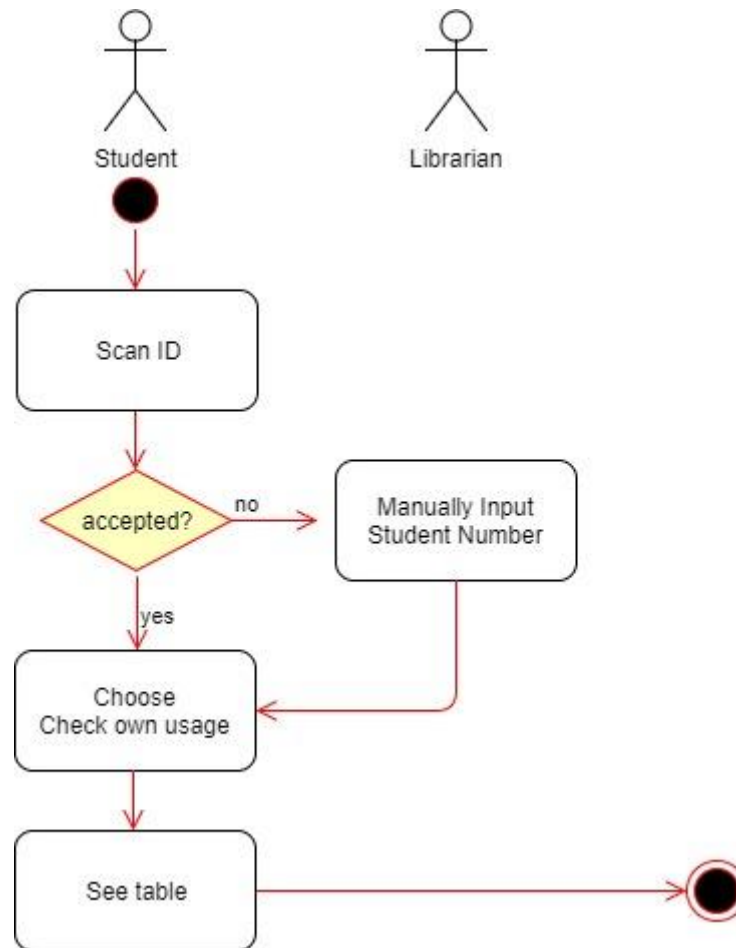 Student
Librarian
Scan ID
accepted?
no
Manually Input
Student Number
yes
Choose
Check own usage
See table